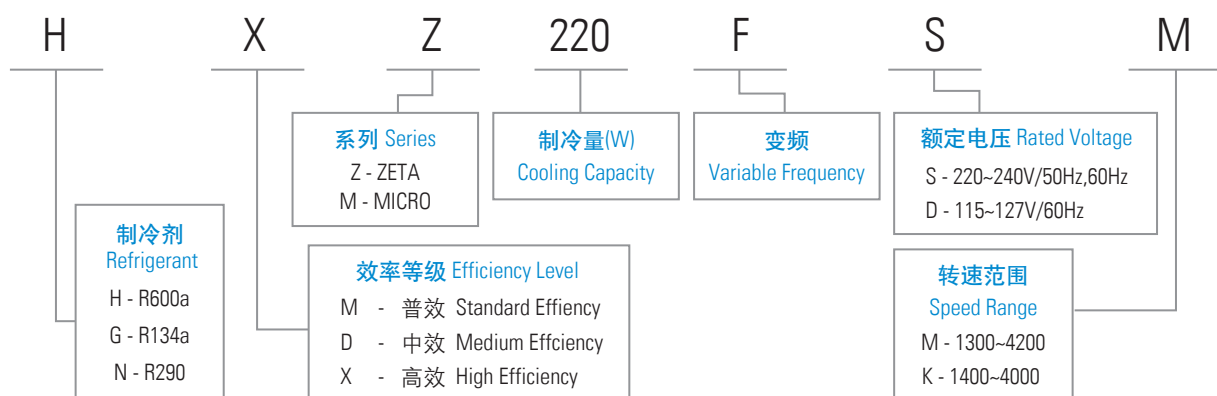 H X Z 220 F S M
系列 Series
Z - ZETA
M - MICRO
制冷量(W)
Cooling Capacity
变频
Variable Frequency
额定电压 Rated Voltage
S - 220~240V/50Hz,60Hz
D - 115~127V/60Hz
制冷剂
Refrigerant
H - R600a
G - R134a
N - R290
效率等级 Efficiency Level
M - 普效 Standard Effiency
D - 中效 Medium Effciency
X - 高效 High Efficiency
转速范围
Speed Range
M - 1300~4200
K - 1400~4000